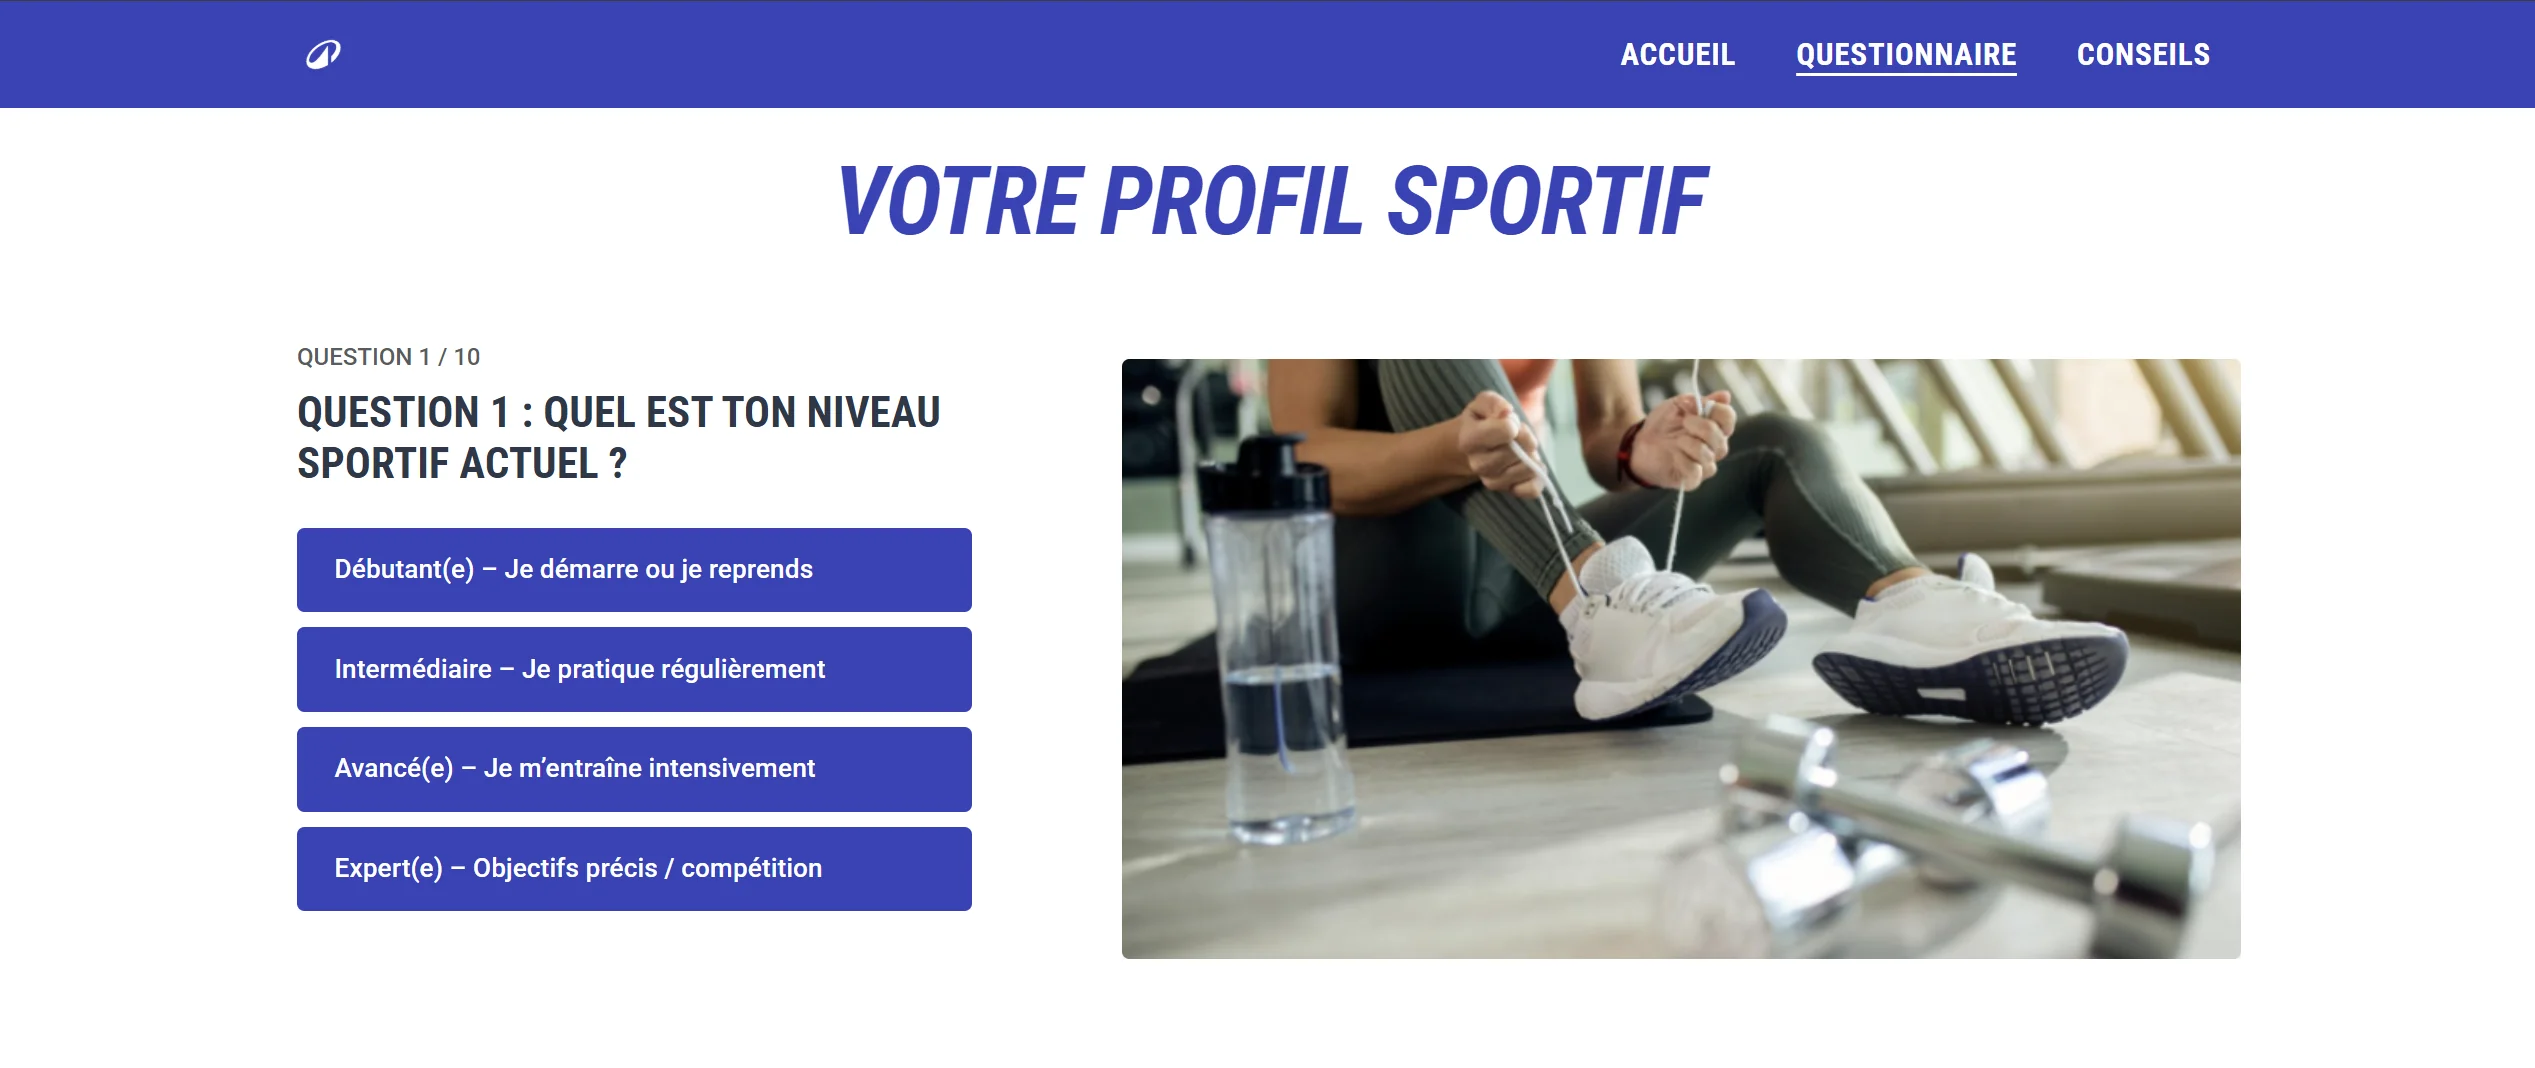 ACCUEIL QUESTIONNAIRE CONSEILS
VOTRE PROFIL SPORTIF
QUESTION 1 / 10
QUESTION 1 : QUEL EST TON NIVEAU
SPORTIF ACTUEL ?
Débutant(e) – Je démarre ou je reprends
Intermédiaire – Je pratique régulièrement
Avancé(e) – Je m’entraîne intensivement
Expert(e) – Objectifs précis / compétition